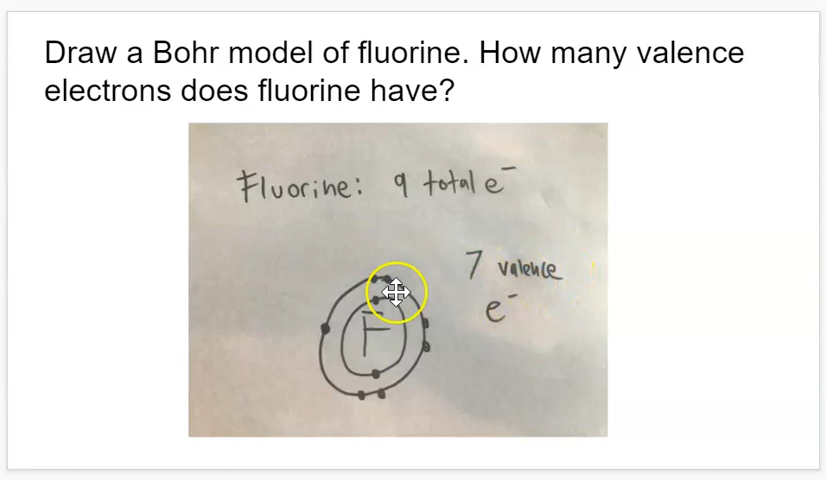 Draw a Bohr model of fluorine. How many valence
electrons does fluorine have?
Fluorine: 9 total e⁻
7 valence
e⁻
F